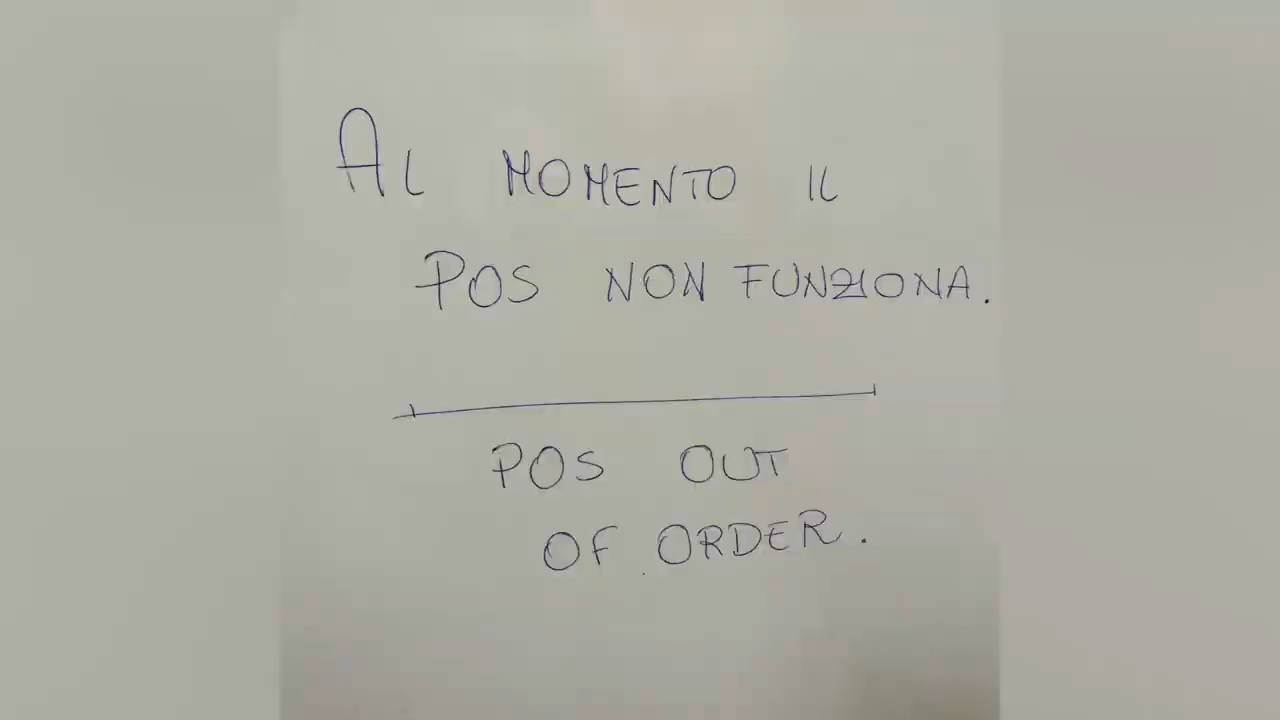 AL MOMENTO IL
POS NON FUNZIONA.
POS OUT
OF ORDER.